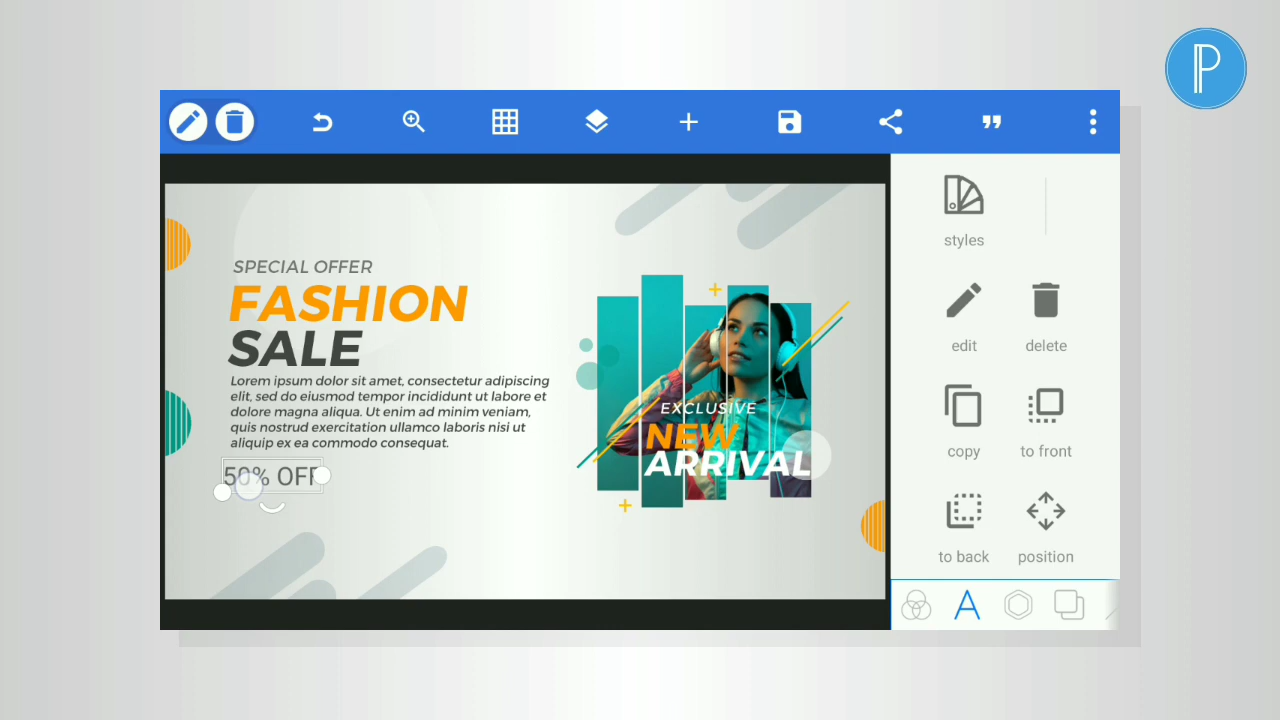 P
styles
SPECIAL OFFER
FASHION
SALE
Lorem ipsum dolor sit amet, consectetur adipiscing
elit, sed do eiusmod tempor incididunt ut labore et
dolore magna aliqua. Ut enim ad minim veniam,
quis nostrud exercitation ullamco laboris nisi ut
aliquip ex ea commodo consequat.
50% OFF
EXCLUSIVE
NEW
ARRIVAL
edit delete
copy to front
to back position
A